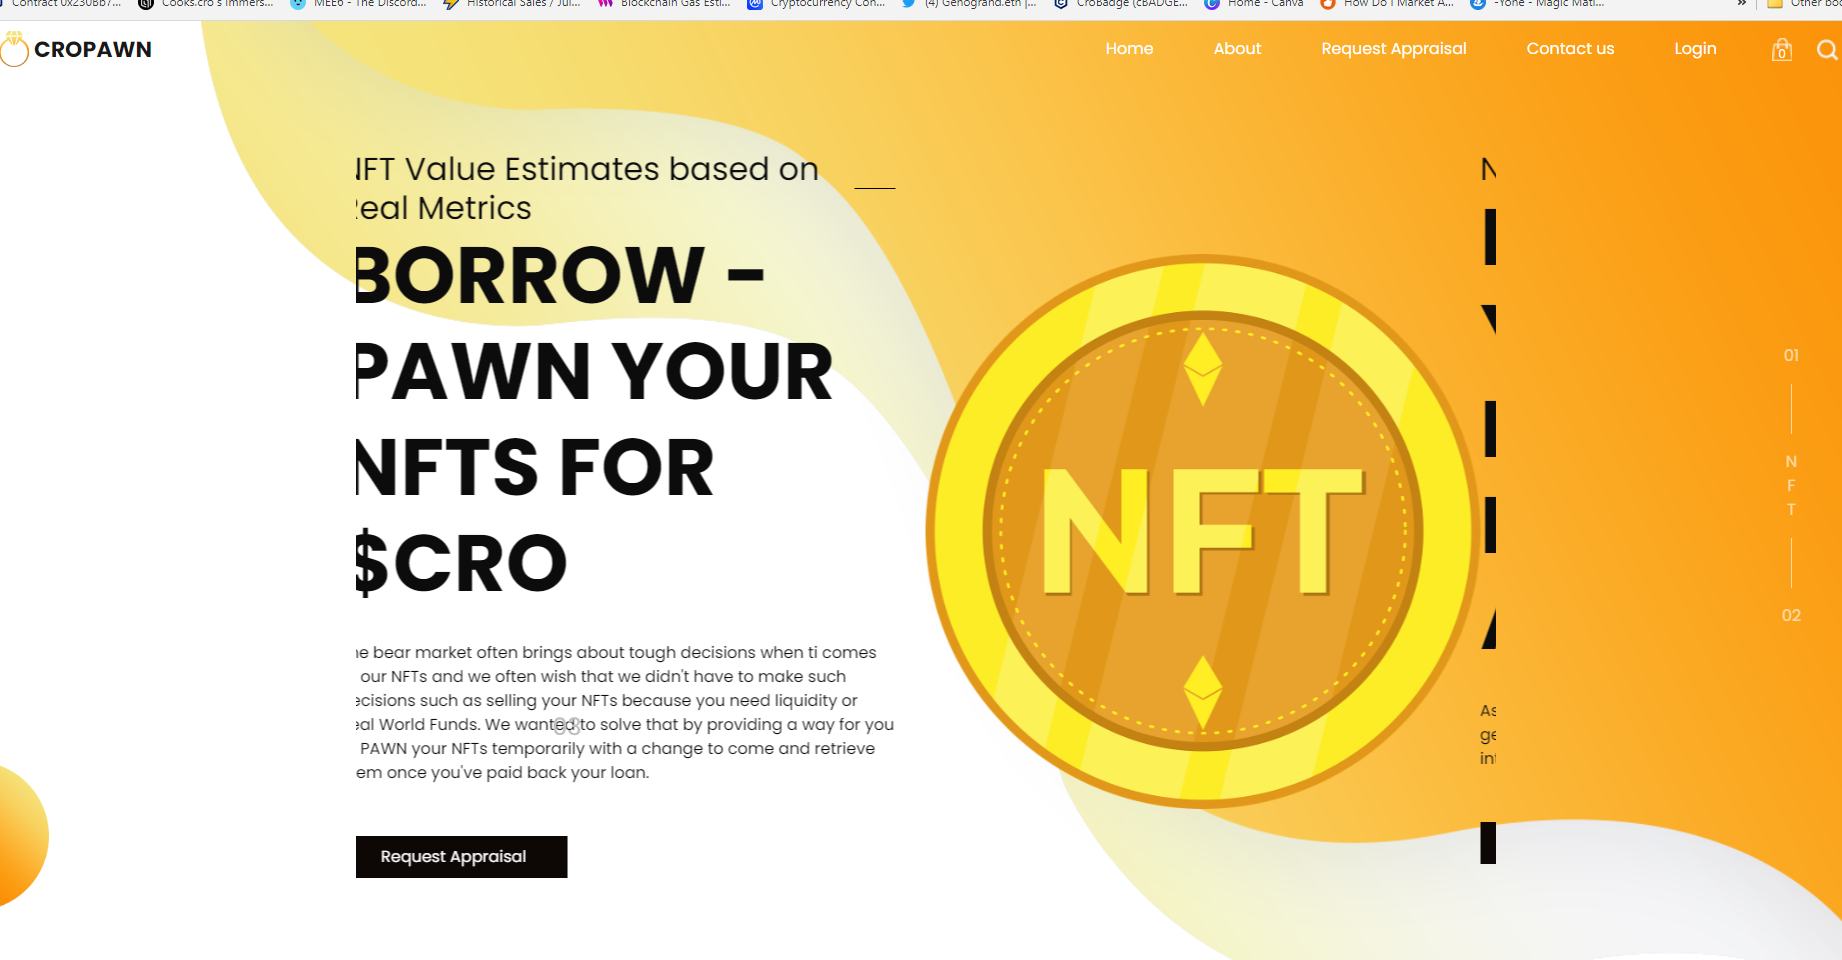 Contract 0x230Bb7... Cooks.cro's Immers... MEE6 - The Discord... Historical Sales / Jul... Blockchain Gas Esti... Cryptocurrency Con... (4) Genogrand.eth |... CroBadge (cBADGE... Home - Canva How Do I Market A... -Yone - Magic Mati... » Other boo
CROPAWN
Home About Request Appraisal Contact us Login 0
NFT Value Estimates based on
Real Metrics
BORROW -
PAWN YOUR
NFTS FOR
$CRO
he bear market often brings about tough decisions when ti comes
our NFTs and we often wish that we didn't have to make such
ecisions such as selling your NFTs because you need liquidity or
eal World Funds. We wanted to solve that by providing a way for you
PAWN your NFTs temporarily with a change to come and retrieve
em once you've paid back your loan.
03
Request Appraisal
NFT
N
As
ge
int
01
N
F
T
02